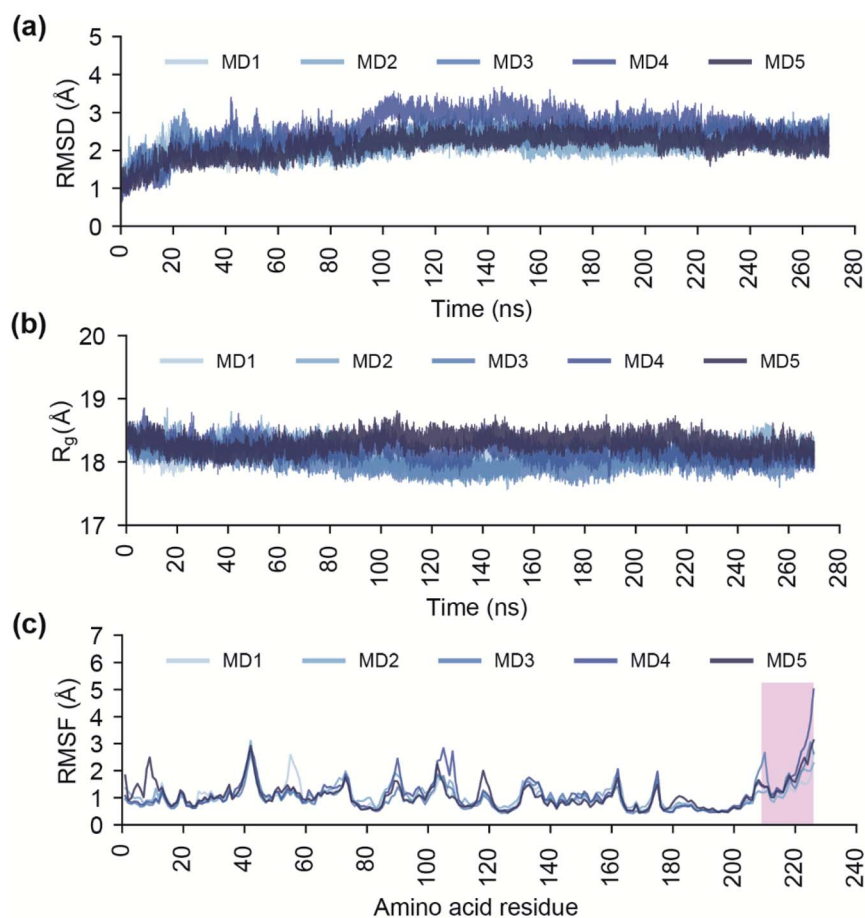 (a)
5
4
3
2
1
0
RMSD (Å)
MD1 MD2 MD3 MD4 MD5
0 20 40 60 80 100 120 140 160 180 200 220 240 260 280
Time (ns)
(b)
20
19
18
17
Rg(Å)
MD1 MD2 MD3 MD4 MD5
0 20 40 60 80 100 120 140 160 180 200 220 240 260 280
Time (ns)
(c)
7
6
5
4
3
2
1
0
RMSF (Å)
MD1 MD2 MD3 MD4 MD5
0 20 40 60 80 100 120 140 160 180 200 220 240
Amino acid residue